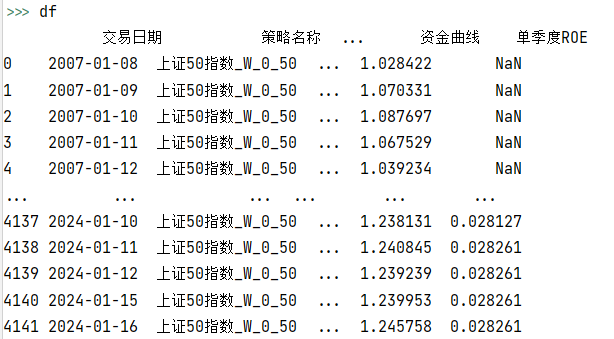 >>> df
交易日期 策略名称 ... 资金曲线 单季度ROE
0 2007-01-08 上证50指数_W_0_50 ... 1.028422 NaN
1 2007-01-09 上证50指数_W_0_50 ... 1.070331 NaN
2 2007-01-10 上证50指数_W_0_50 ... 1.087697 NaN
3 2007-01-11 上证50指数_W_0_50 ... 1.067529 NaN
4 2007-01-12 上证50指数_W_0_50 ... 1.039234 NaN
... ... ... ... ... ...
4137 2024-01-10 上证50指数_W_0_50 ... 1.238131 0.028127
4138 2024-01-11 上证50指数_W_0_50 ... 1.240845 0.028261
4139 2024-01-12 上证50指数_W_0_50 ... 1.239239 0.028261
4140 2024-01-15 上证50指数_W_0_50 ... 1.239953 0.028261
4141 2024-01-16 上证50指数_W_0_50 ... 1.245758 0.028261